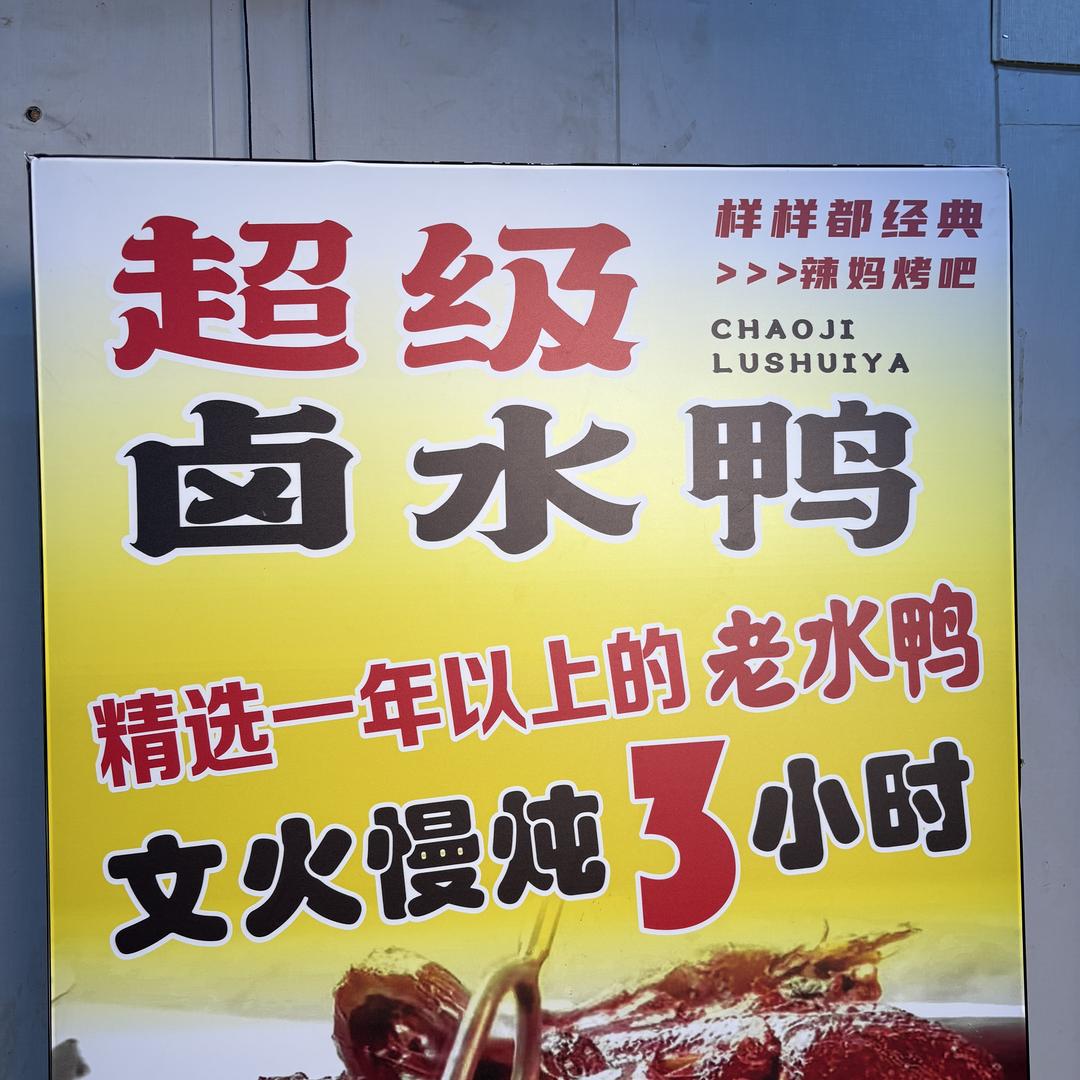 超级
样样都经典
>>>辣妈烤吧
CHAOJI
LUSHUIYA
卤水鸭
精选一年以上的老水鸭
文火慢炖3小时